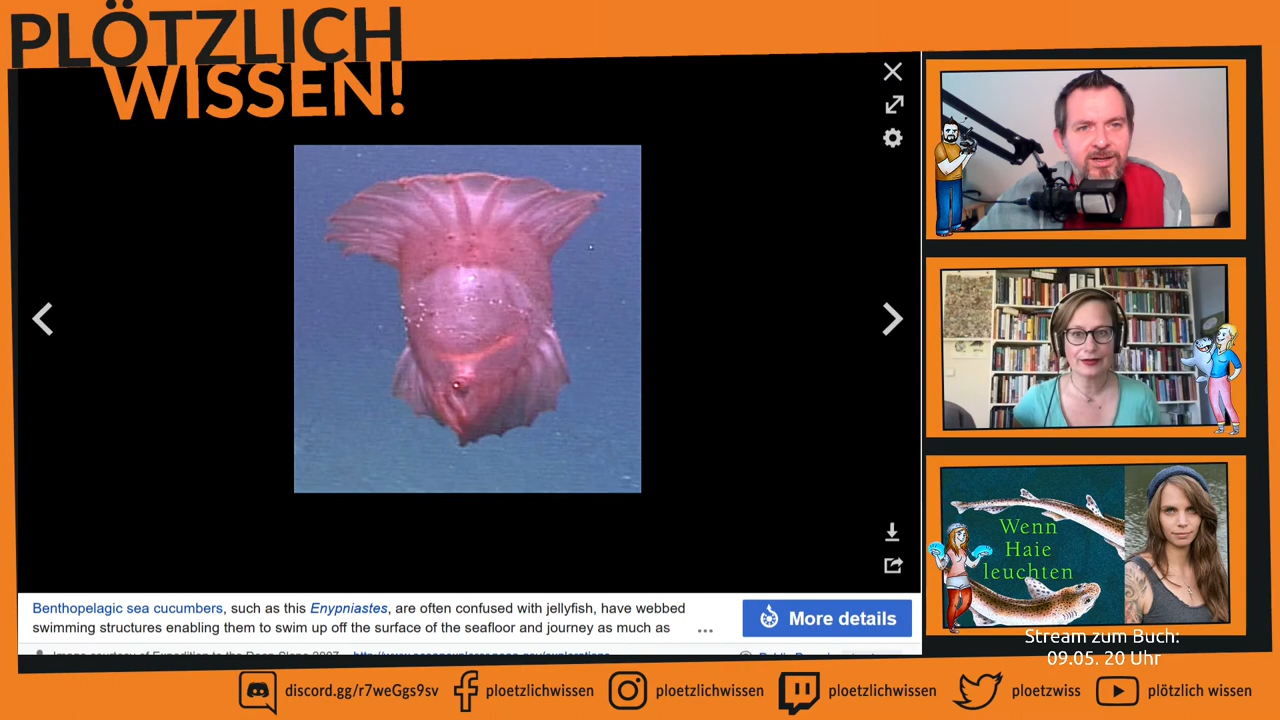 PLÖTZLICH
WISSEN!
Wenn
Haie
leuchten
Benthopelagic sea cucumbers, such as this Enypniastes, are often confused with jellyfish, have webbed
swimming structures enabling them to swim up off the surface of the seafloor and journey as much as ...
More details
Stream zum Buch:
09.05. 20 Uhr
discord.gg/r7weGgs9sv
ploetzlichwissen
ploetzlichwissen
ploetzlichwissen
ploetzwiss
plötzlich wissen